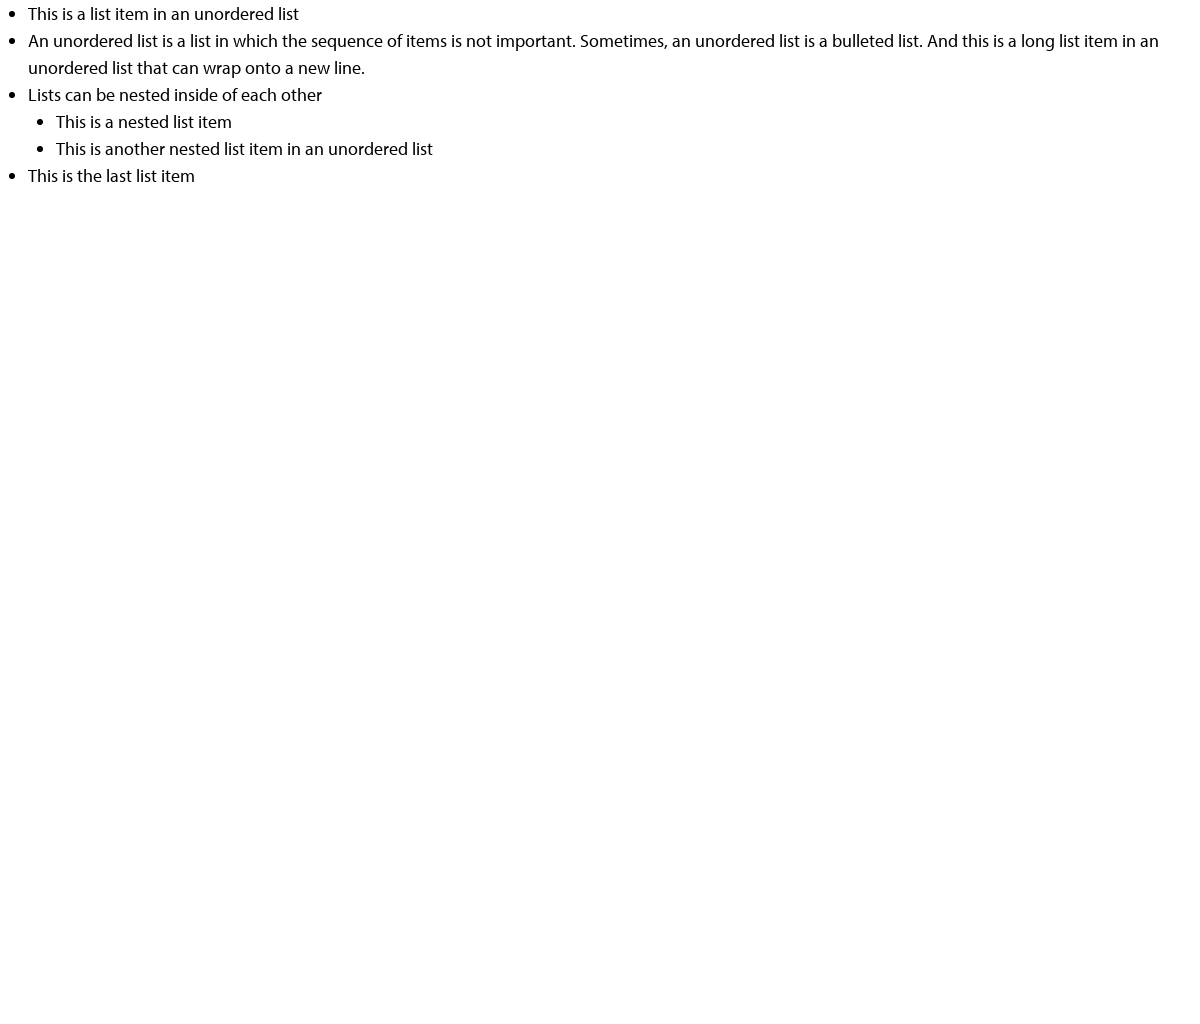 • This is a list item in an unordered list
• An unordered list is a list in which the sequence of items is not important. Sometimes, an unordered list is a bulleted list. And this is a long list item in an
unordered list that can wrap onto a new line.
• Lists can be nested inside of each other
• This is a nested list item
• This is another nested list item in an unordered list
• This is the last list item